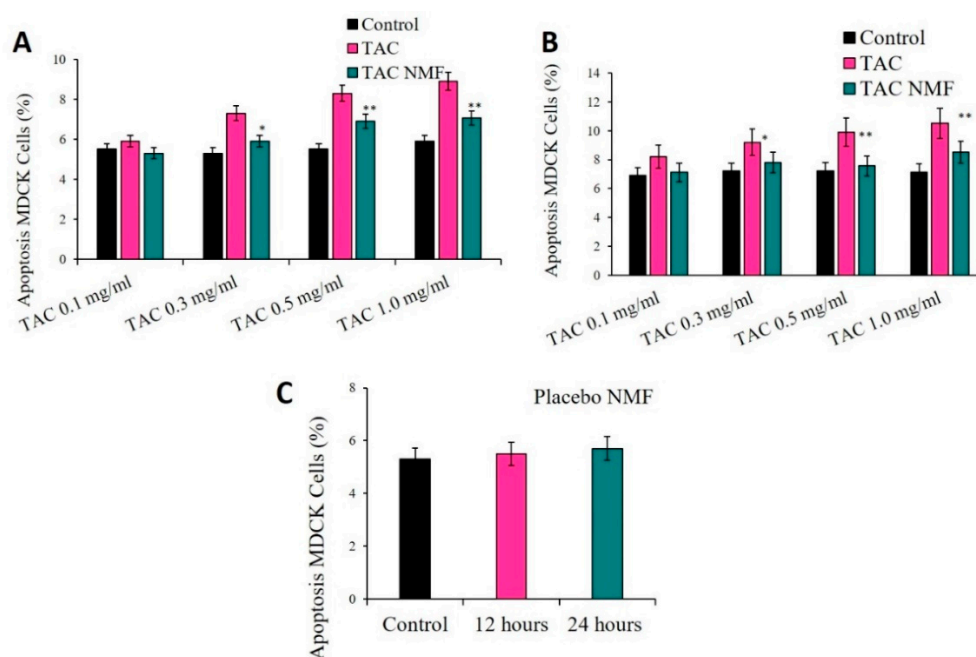 A
Control
TAC
TAC NMF
Apoptosis MDCK Cells (%)
10
8
6
4
2
0
*
**
**
TAC 0.1 mg/ml
TAC 0.3 mg/ml
TAC 0.5 mg/ml
TAC 1.0 mg/ml
B
Control
TAC
TAC NMF
Apoptosis MDCK Cells (%)
14
12
10
8
6
4
2
0
*
**
**
TAC 0.1 mg/ml
TAC 0.3 mg/ml
TAC 0.5 mg/ml
TAC 1.0 mg/ml
C
Placebo NMF
Apoptosis MDCK Cells (%)
8
6
4
2
0
Control
12 hours
24 hours